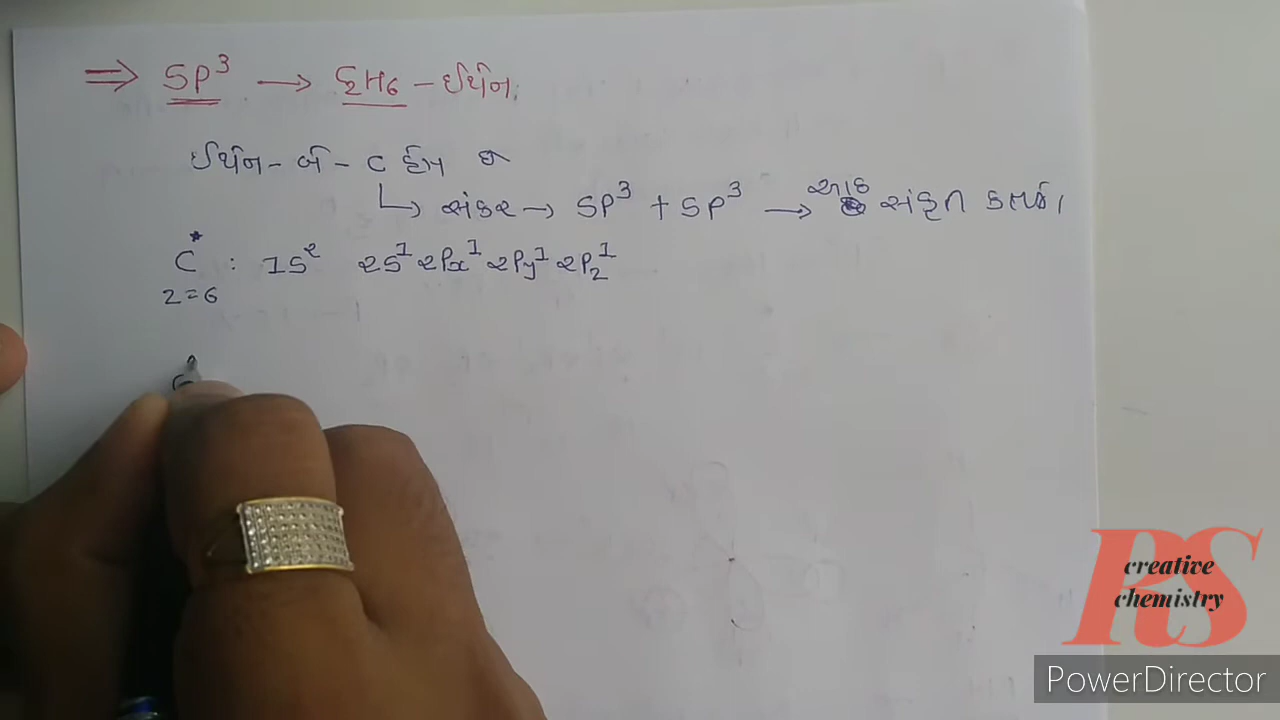 ⇒ SP³ → C₂H₆ - ઈથેન.
ઈથેન - બે - C હોય છે
↳ સંકર → SP³ + SP³ → આઠ સંકૃત કક્ષકો
C* : 1S² 2S¹ 2Px¹ 2Py¹ 2Pz¹
Z=6
RS
creative
chemistry
PowerDirector